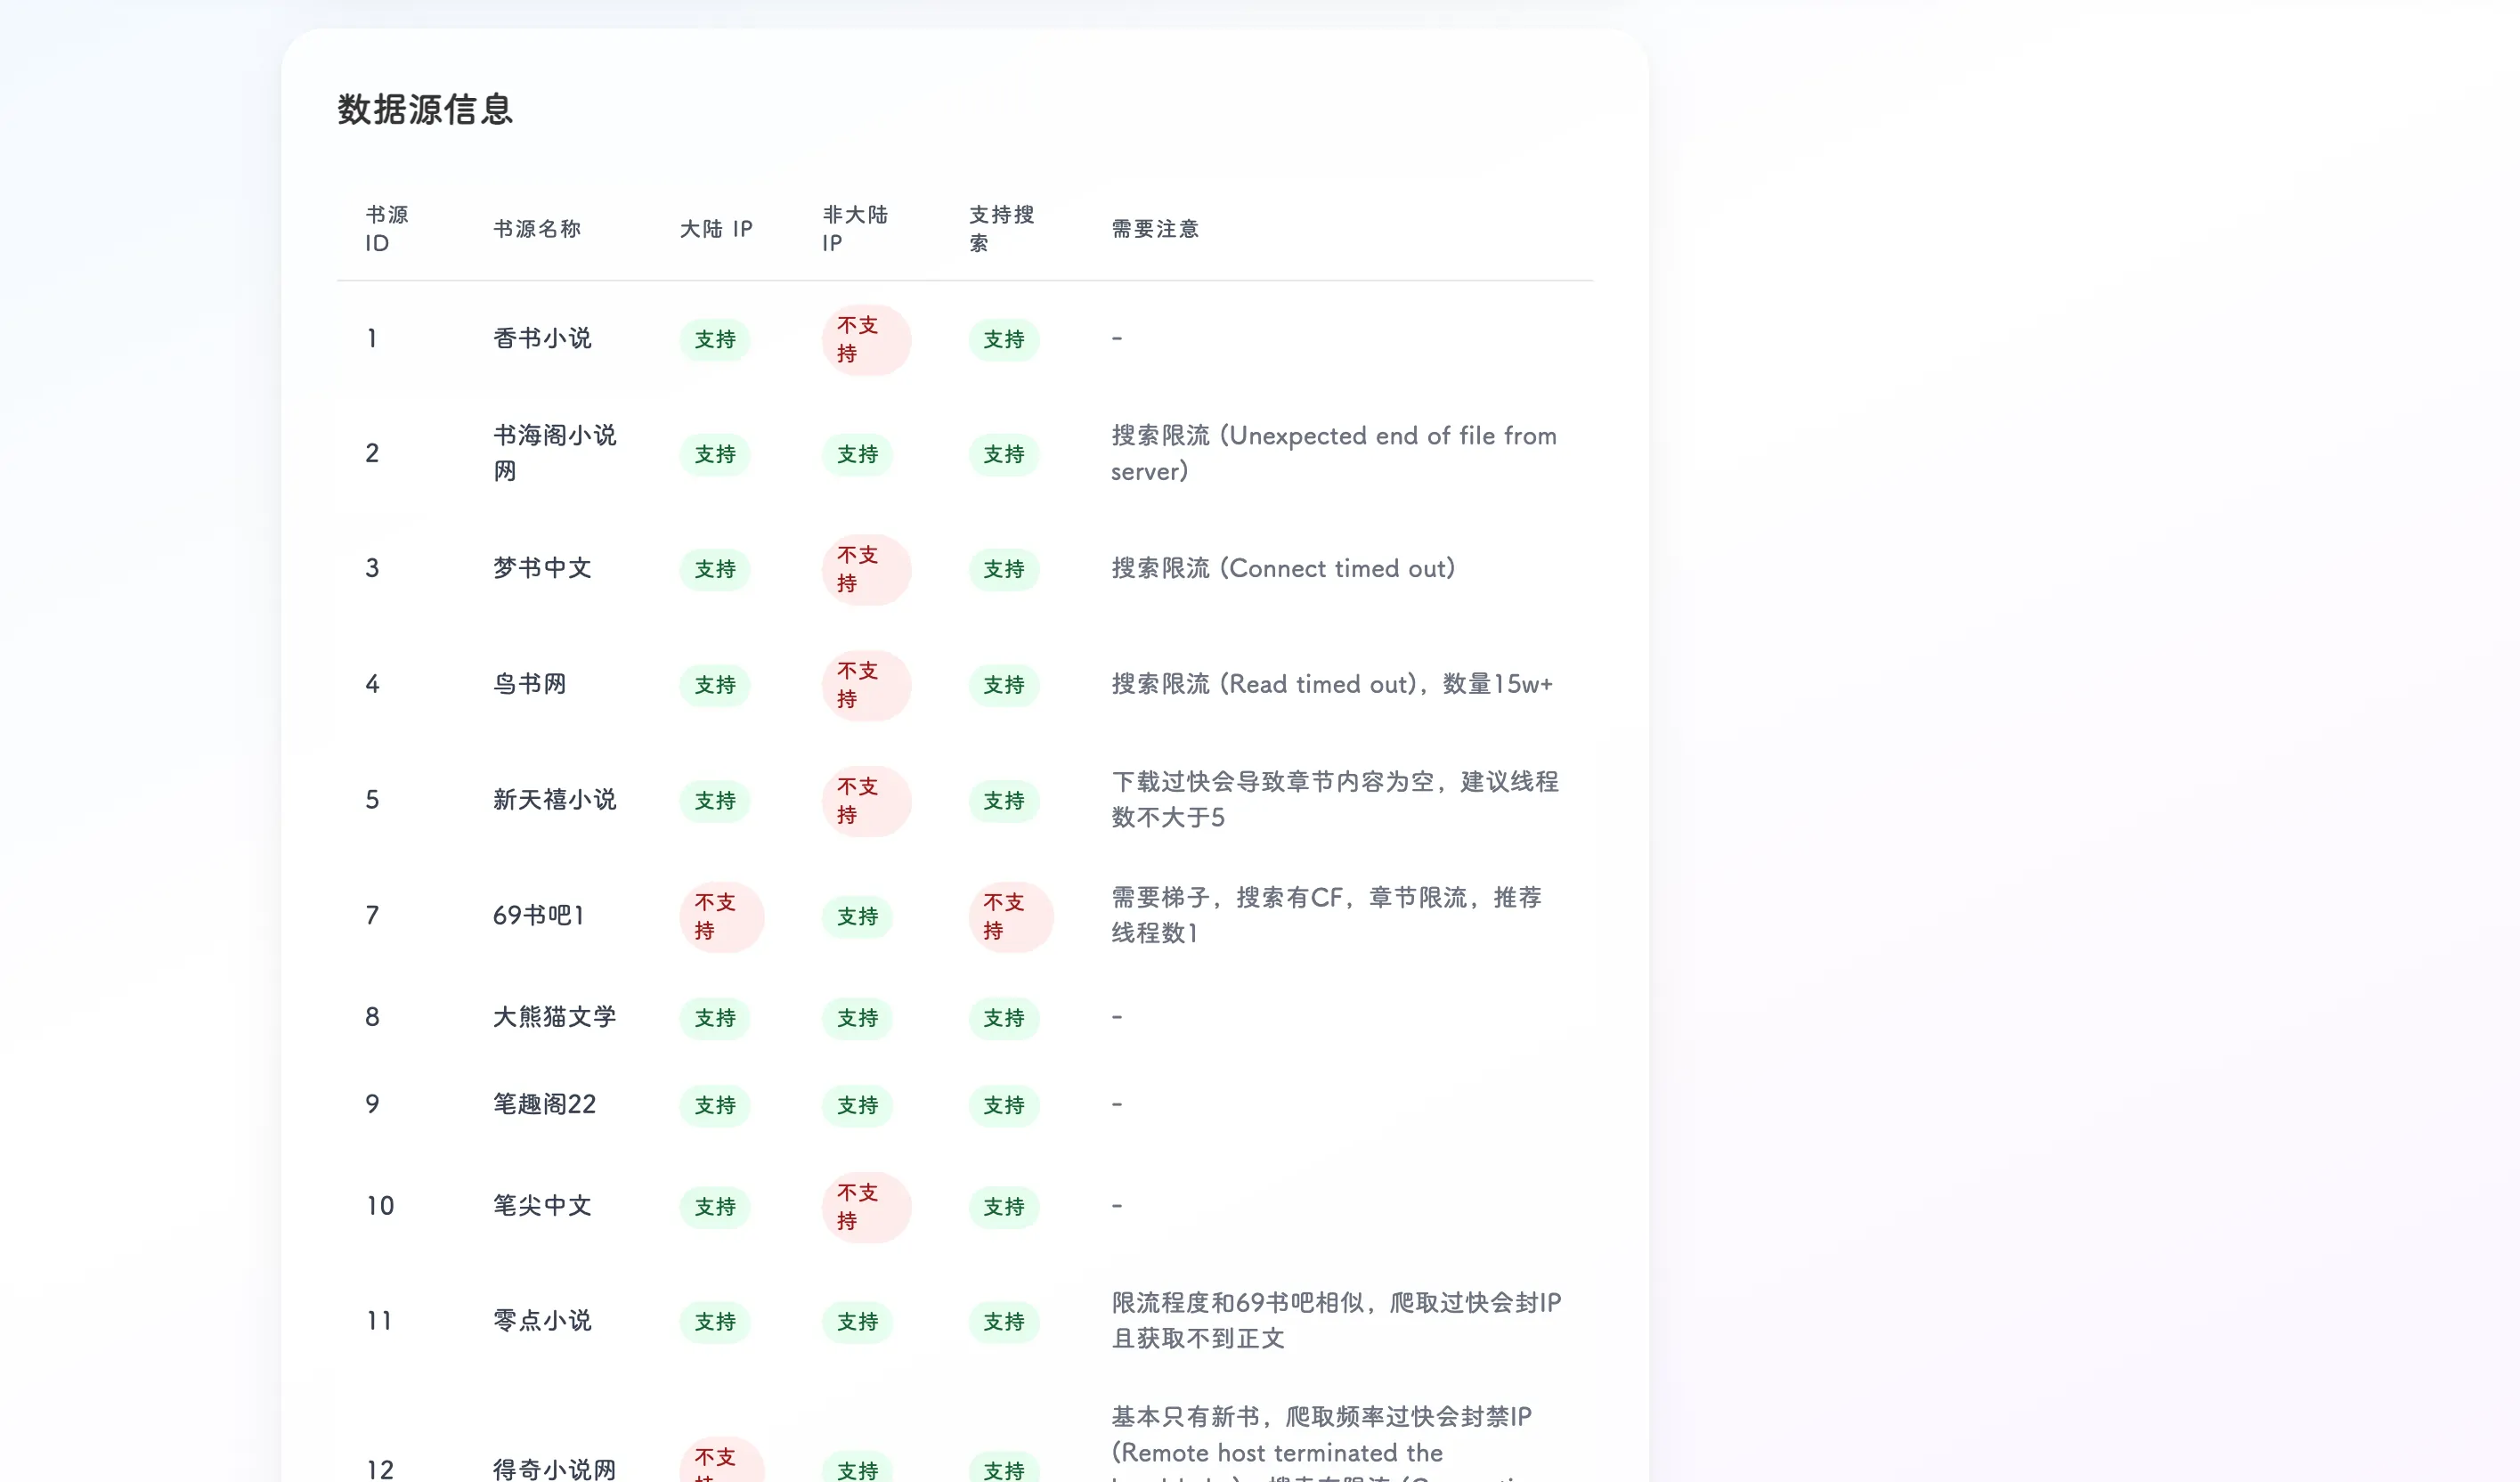 数据源信息
书源
ID
书源名称
大陆 IP
非大陆
IP
支持搜
索
需要注意
1
香书小说
支持
不支
持
支持
-
2
书海阁小说
网
支持
支持
支持
搜索限流 (Unexpected end of file from
server)
3
梦书中文
支持
不支
持
支持
搜索限流 (Connect timed out)
4
鸟书网
支持
不支
持
支持
搜索限流 (Read timed out)，数量15w+
5
新天禧小说
支持
不支
持
支持
下载过快会导致章节内容为空，建议线程
数不大于5
7
69书吧1
不支
持
支持
不支
持
需要梯子，搜索有CF，章节限流，推荐
线程数1
8
大熊猫文学
支持
支持
支持
-
9
笔趣阁22
支持
支持
支持
-
10
笔尖中文
支持
不支
持
支持
-
11
零点小说
支持
支持
支持
限流程度和69书吧相似，爬取过快会封IP
且获取不到正文
12
得奇小说网
不支
支持
支持
基本只有新书，爬取频率过快会封禁IP
(Remote host terminated the